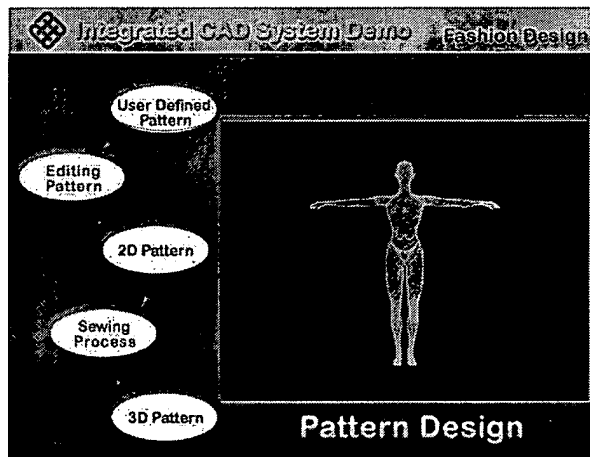 Integrated CAD System Demo
Fashion Design
User Defined
Pattern
Editing
Pattern
2D Pattern
Sewing
Process
3D Pattern
Pattern Design